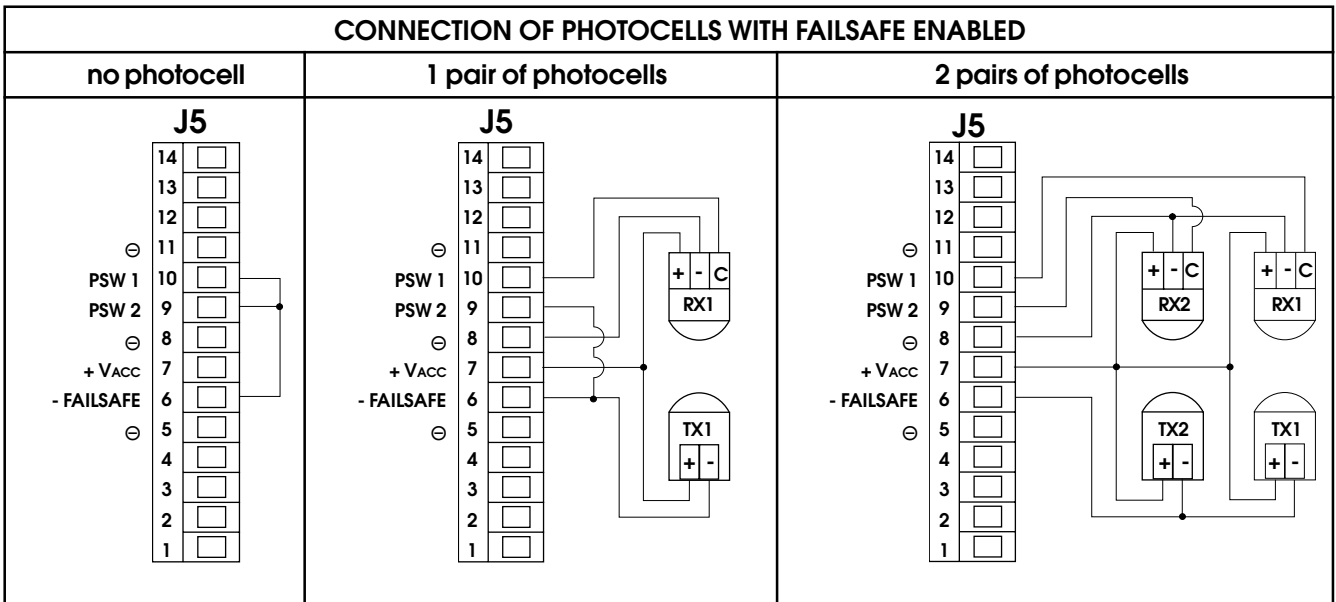 CONNECTION OF PHOTOCELLS WITH FAILSAFE ENABLED
no photocell
1 pair of photocells
2 pairs of photocells
J5
14
13
12
⊖ 11
PSW 1 10
PSW 2 9
⊖ 8
+ VACC 7
- FAILSAFE 6
⊖ 5
4
3
2
1
J5
14
13
12
⊖ 11
PSW 1 10
PSW 2 9
⊖ 8
+ VACC 7
- FAILSAFE 6
⊖ 5
4
3
2
1
+ - C
RX1
TX1
+ -
J5
14
13
12
⊖ 11
PSW 1 10
PSW 2 9
⊖ 8
+ VACC 7
- FAILSAFE 6
⊖ 5
4
3
2
1
+ - C
RX2
+ - C
RX1
TX2
+ -
TX1
+ -